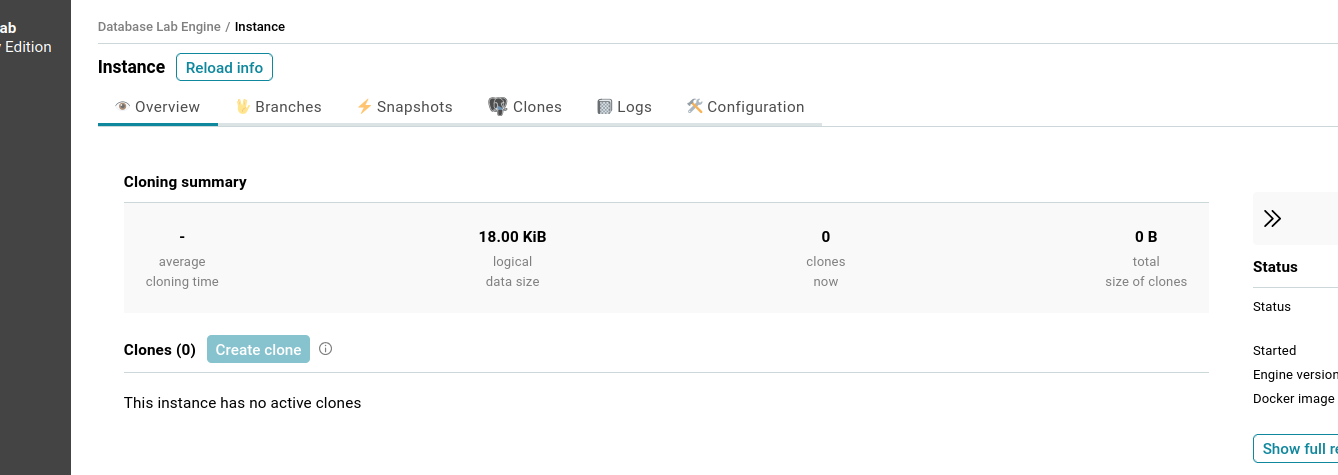 ab
Edition
Database Lab Engine / Instance
Instance Reload info
Overview Branches Snapshots Clones Logs Configuration
Cloning summary
- 18.00 KiB 0 0 B
average logical clones total
cloning time data size now size of clones
Clones (0) Create clone
This instance has no active clones
Status
Status
Started
Engine version
Docker image
Show full re